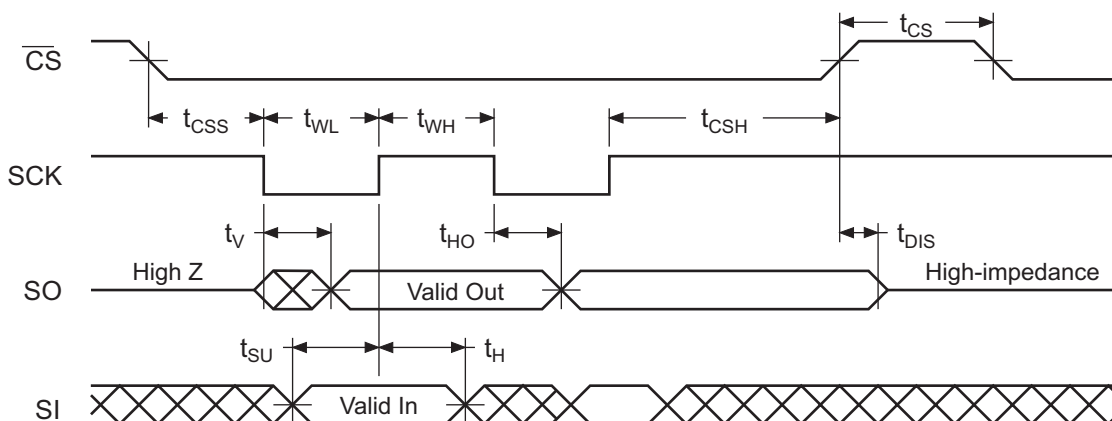 t_CS
C̅S̅
t_CSS t_WL t_WH t_CSH
SCK
t_V t_HO t_DIS
High Z High-impedance
SO Valid Out
t_SU t_H
SI Valid In